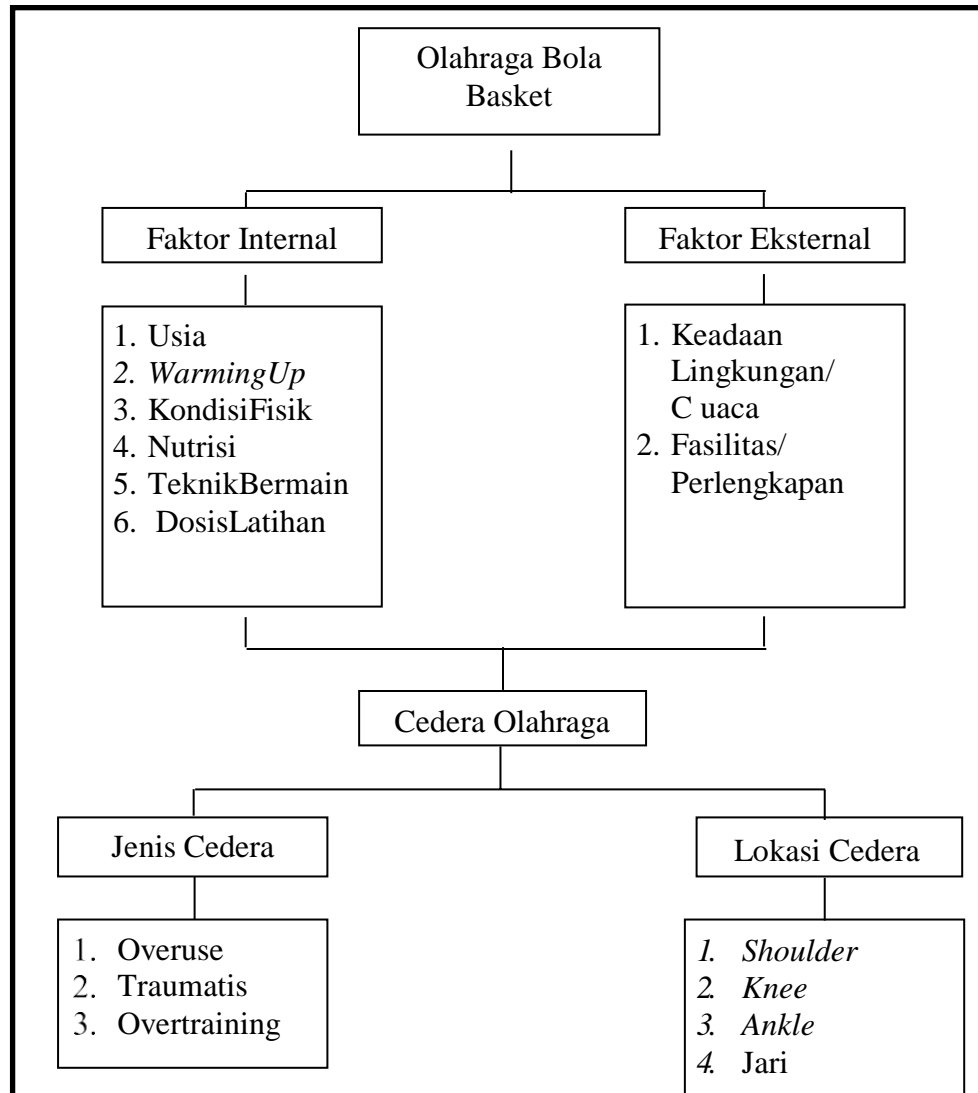 Olahraga Bola
Basket
Faktor Internal
Faktor Eksternal
1. Usia
2. WarmingUp
3. KondisiFisik
4. Nutrisi
5. TeknikBermain
6. DosisLatihan
1. Keadaan
Lingkungan/
C uaca
2. Fasilitas/
Perlengkapan
Cedera Olahraga
Jenis Cedera
Lokasi Cedera
1. Overuse
2. Traumatis
3. Overtraining
1. Shoulder
2. Knee
3. Ankle
4. Jari